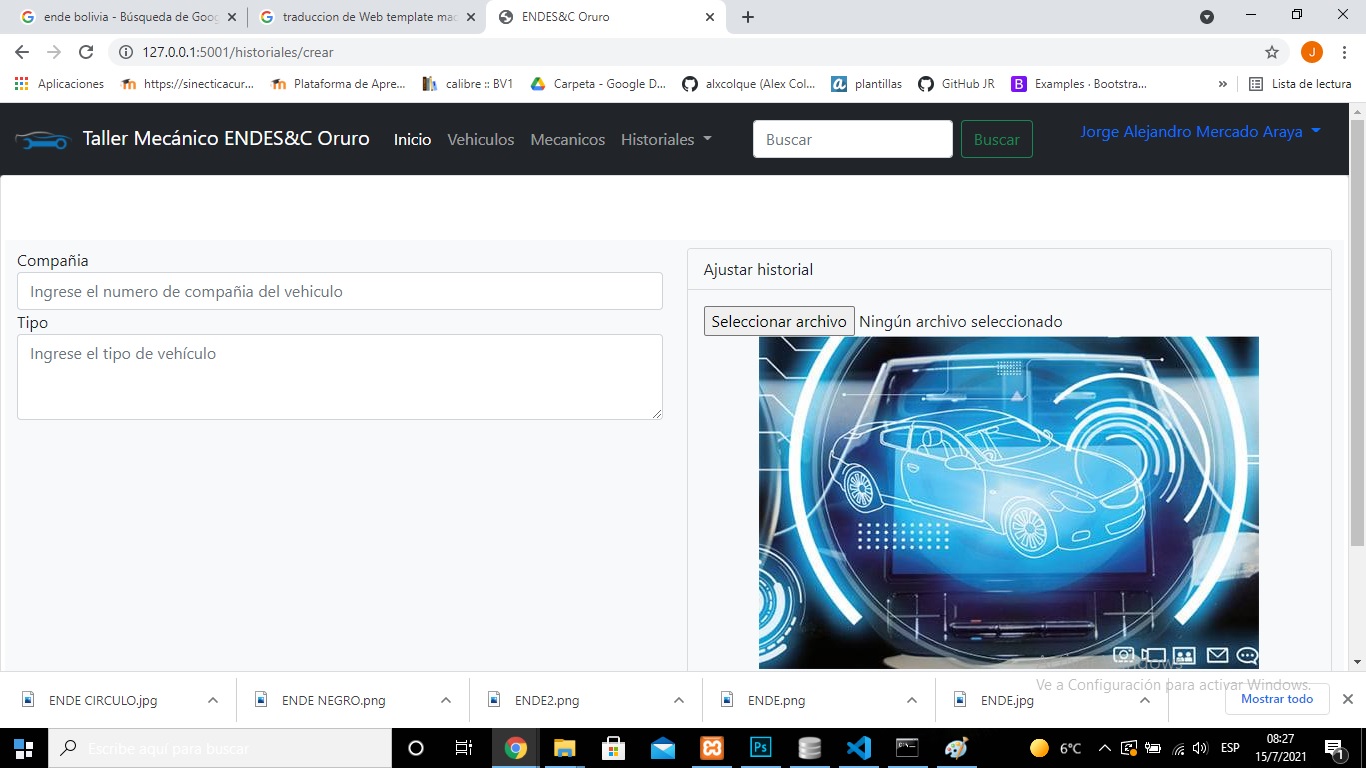 ende bolivia - Búsqueda de Goog
traduccion de Web template mac
ENDES&C Oruro
127.0.0.1:5001/historiales/crear
J
Aplicaciones
https://sinecticacur...
Plataforma de Apre...
calibre :: BV1
Carpeta - Google D...
alxcolque (Alex Col...
plantillas
GitHub JR
Examples · Bootstra...
»
Lista de lectura
Taller Mecánico ENDES&C Oruro
Inicio
Vehiculos
Mecanicos
Historiales
Buscar
Buscar
Jorge Alejandro Mercado Araya
Compañia
Ingrese el numero de compañia del vehiculo
Tipo
Ingrese el tipo de vehículo
Ajustar historial
Seleccionar archivo Ningún archivo seleccionado
Windows
Ve a Configuración para activar Windows.
ENDE CIRCULO.jpg
ENDE NEGRO.png
ENDE2.png
ENDE.png
ENDE.jpg
Mostrar todo
Escribe aquí para buscar
Ps
6°C
ESP
08:27
15/7/2021
1